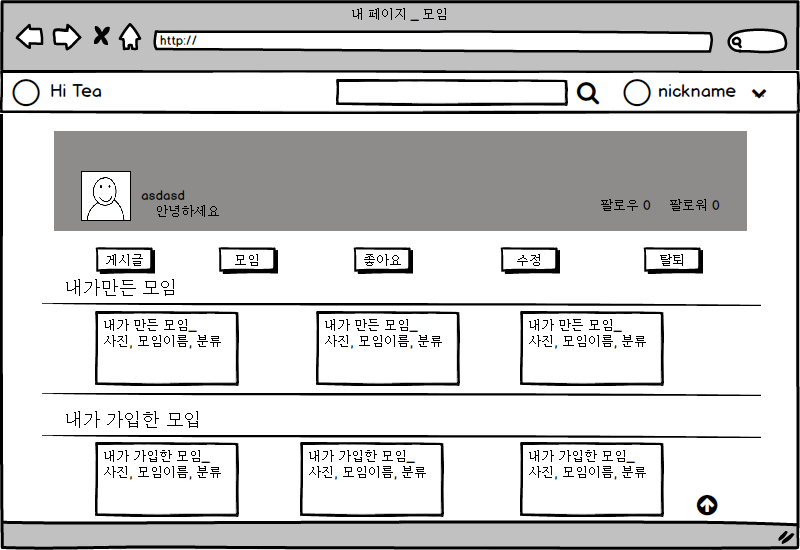 내 페이지 _ 모임
http://
Hi Tea
nickname
asdasd
안녕하세요
팔로우 0
팔로워 0
게시글
모임
좋아요
수정
탈퇴
내가만든 모임
내가 만든 모임_
사진, 모임이름, 분류
내가 만든 모임_
사진, 모임이름, 분류
내가 만든 모임_
사진, 모임이름, 분류
내가 가입한 모입
내가 가입한 모임_
사진, 모임이름, 분류
내가 가입한 모임_
사진, 모임이름, 분류
내가 가입한 모임_
사진, 모임이름, 분류